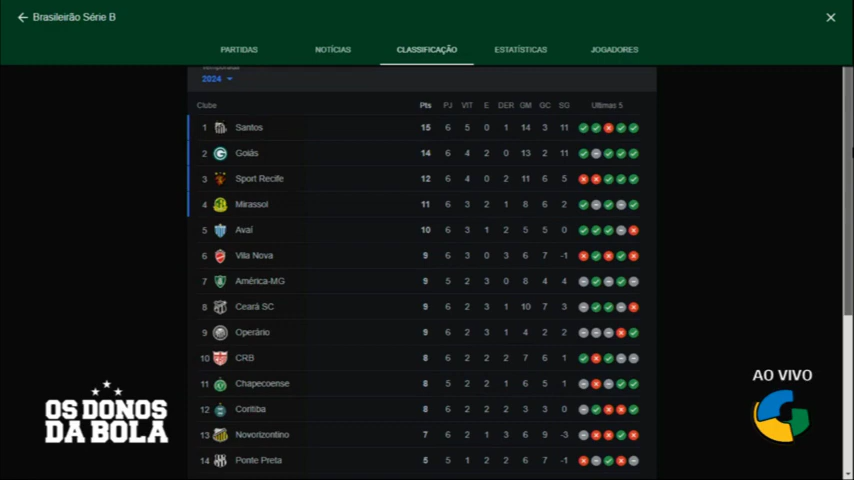 Brasileirão Série B
PARTIDAS NOTÍCIAS CLASSIFICAÇÃO ESTATÍSTICAS JOGADORES
2024
Clube Pts PJ VIT E DER GM GC SG Últimas 5
1 Santos 15 6 5 0 1 14 3 11
2 Goiás 14 6 4 2 0 13 2 11
3 Sport Recife 12 6 4 0 2 11 6 5
4 Mirassol 11 6 3 2 1 8 6 2
5 Avaí 10 6 3 1 2 5 5 0
6 Vila Nova 9 6 3 0 3 6 7 -1
7 América-MG 9 5 2 3 0 8 4 4
8 Ceará SC 9 6 2 3 1 10 7 3
9 Operário 9 6 2 3 1 4 2 2
10 CRB 8 6 2 2 2 7 6 1
11 Chapecoense 8 5 2 2 1 6 5 1
12 Coritiba 8 6 2 2 2 3 3 0
13 Novorizontino 7 6 2 1 3 6 9 -3
14 Ponte Preta 5 5 1 2 2 6 7 -1
OS DONOS
DA BOLA
AO VIVO